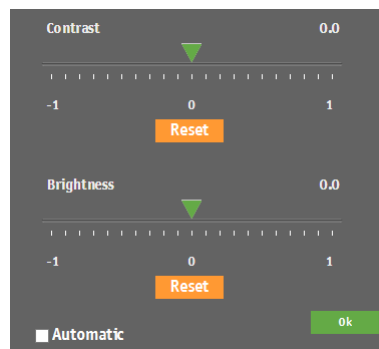 Contrast 0.0
-1 0 1
Reset
Brightness 0.0
-1 0 1
Reset
Ok
Automatic